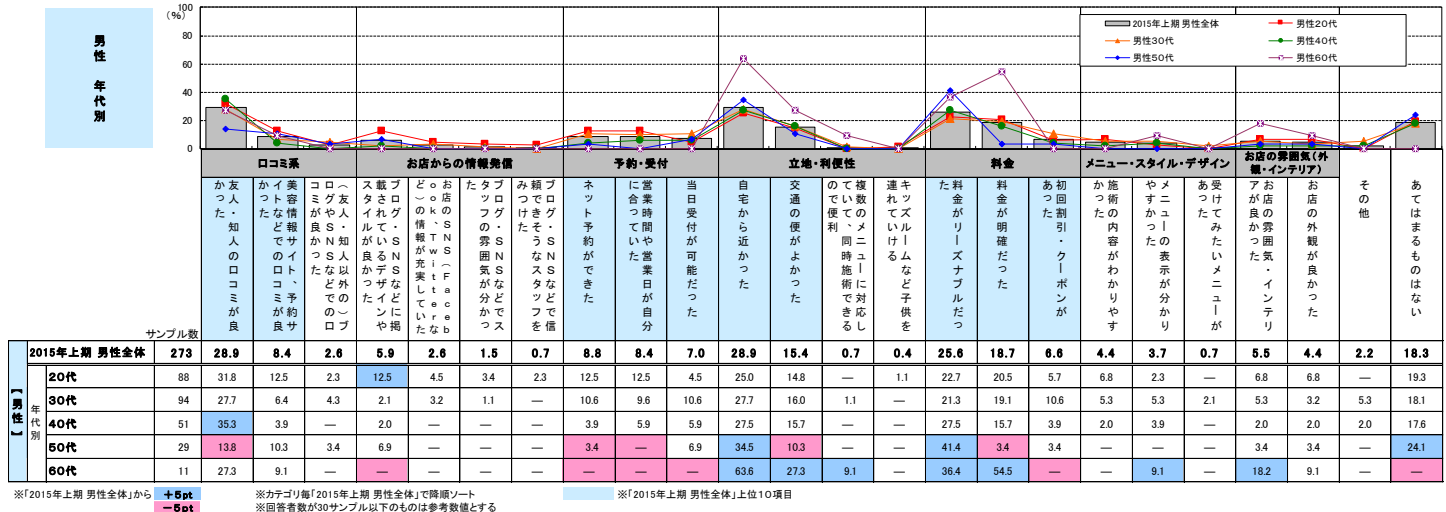 男性 年代別
(%)
100
80
60
40
20
0
2015年上期 男性全体
男性20代
男性30代
男性40代
男性50代
男性60代
口コミ系
お店からの情報発信
予約・受付
立地・利便性
料金
メニュー・スタイル・デザイン
お店の雰囲気(外観・インテリア)
友人・知人の口コミが良かった
美容情報サイト、予約サイトなどでの口コミが良かった
(友人・知人以外の)ブログやSNSなどでの口コミが良かった
ブログ・SNSなどに掲載されているデザインやスタイルが良かった
お店のSNS(Facebook、Twitterなど)の情報が充実していた
ブログ・SNSなどでスタッフの雰囲気が分かった
ブログ・SNSなどで信頼できそうなスタッフをみつけた
ネット予約ができた
営業時間や営業日が自分に合っていた
当日受付が可能だった
自宅から近かった
交通の便がよかった
複数のメニューに対応していて、同時施術できるので便利
キッズルームなど子供を連れていける
料金がリーズナブルだった
料金が明確だった
初回割引・クーポンがあった
施術の内容がわかりやすかった
メニューの表示が分かりやすかった
受けてみたいメニューがあった
お店の雰囲気・インテリアが良かった
お店の外観が良かった
その他
あてはまるものはない
サンプル数
2015年上期 男性全体 273 28.9 8.4 2.6 5.9 2.6 1.5 0.7 8.8 8.4 7.0 28.9 15.4 0.7 0.4 25.6 18.7 6.6 4.4 3.7 0.7 5.5 4.4 2.2 18.3
【男性】
年代別
20代 88 31.8 12.5 2.3 12.5 4.5 3.4 2.3 12.5 12.5 4.5 25.0 14.8 — 1.1 22.7 20.5 5.7 6.8 2.3 — 6.8 6.8 — 19.3
30代 94 27.7 6.4 4.3 2.1 3.2 1.1 — 10.6 9.6 10.6 27.7 16.0 1.1 — 21.3 19.1 10.6 5.3 5.3 2.1 5.3 3.2 5.3 18.1
40代 51 35.3 3.9 — 2.0 — — — 3.9 5.9 5.9 27.5 15.7 — — 27.5 15.7 3.9 2.0 3.9 — 2.0 2.0 2.0 17.6
50代 29 13.8 10.3 3.4 6.9 — — — 3.4 — 6.9 34.5 10.3 — — 41.4 3.4 3.4 — — — 3.4 3.4 — 24.1
60代 11 27.3 9.1 — — — — — — — — 63.6 27.3 9.1 — 36.4 54.5 — — 9.1 — 18.2 9.1 — —
※「2015年上期 男性全体」から +5pt
−5pt
※カテゴリ毎「2015年上期 男性全体」で降順ソート
※回答者数が30サンプル以下のものは参考数値とする
※「2015年上期 男性全体」上位10項目